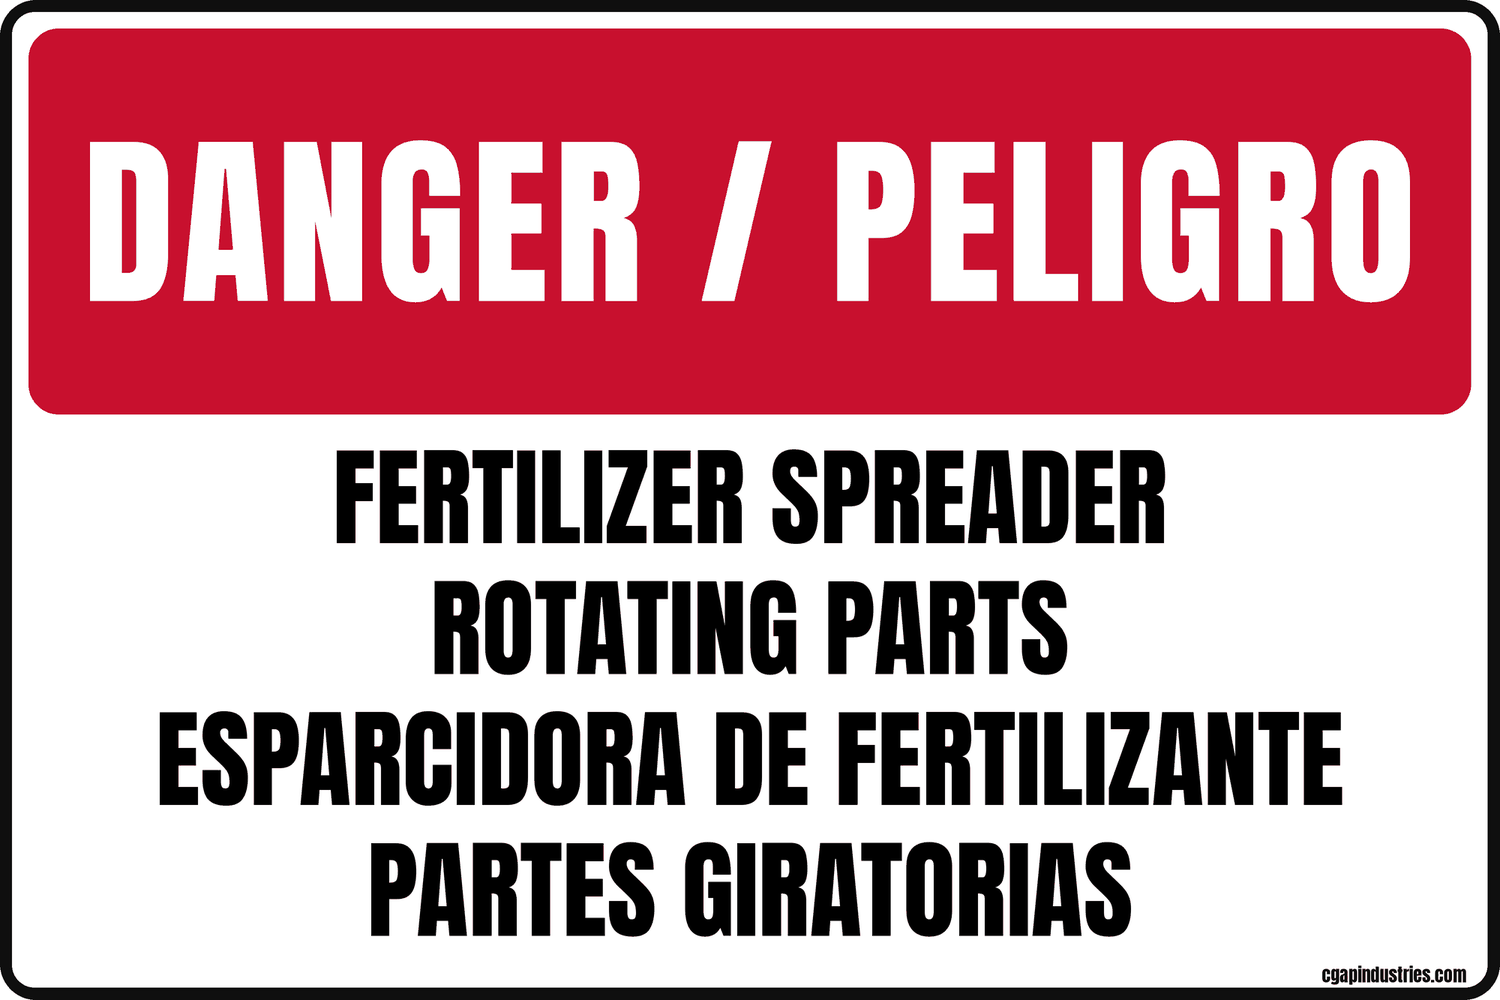 DANGER / PELIGRO
FERTILIZER SPREADER
ROTATING PARTS
ESPARCIDORA DE FERTILIZANTE
PARTES GIRATORIAS
cgapindustries.com